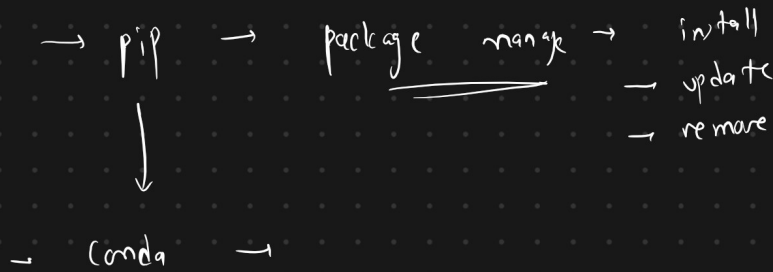 → pip → package manage → install
→ update
→ remove
→ Conda →